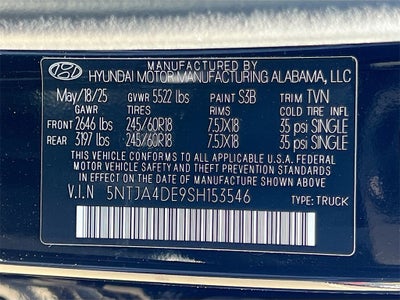 MANUFACTURED BY
HYUNDAI MOTOR MANUFACTURING ALABAMA, LLC
May/18/25 GVWR 5522 lbs PAINT S3B TRIM TVN
GAWR TIRES RIMS COLD TIRE INFL
FRONT 2646 lbs 245/60R18 7.5JX18 35 psi SINGLE
REAR 3197 lbs 245/60R18 7.5JX18 35 psi SINGLE
THIS VEHICLE CONFORMS TO ALL APPLICABLE U.S.A. FEDERAL
MOTOR VEHICLE SAFETY AND THEFT PREVENTION STANDARDS
IN EFFECT ON THE DATE OF MANUFACTURE SHOWN ABOVE.
V.I.N 5NTJA4DE9SH153546
TYPE: TRUCK